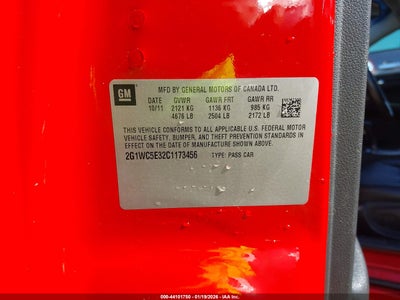 GM
MFD BY GENERAL MOTORS OF CANADA LTD.
DATE GVWR GAWR FRT GAWR RR
10/11 2121 KG 1136 KG 985 KG
4676 LB 2504 LB 2172 LB
THIS VEHICLE CONFORMS TO ALL APPLICABLE U.S. FEDERAL MOTOR
VEHICLE SAFETY, BUMPER, AND THEFT PREVENTION STANDARDS IN
EFFECT ON THE DATE OF MANUFACTURE SHOWN ABOVE.
2G1WC5E32C1173456 TYPE: PASS CAR
000-44101750 - 01/19/2026 - IAA Inc.